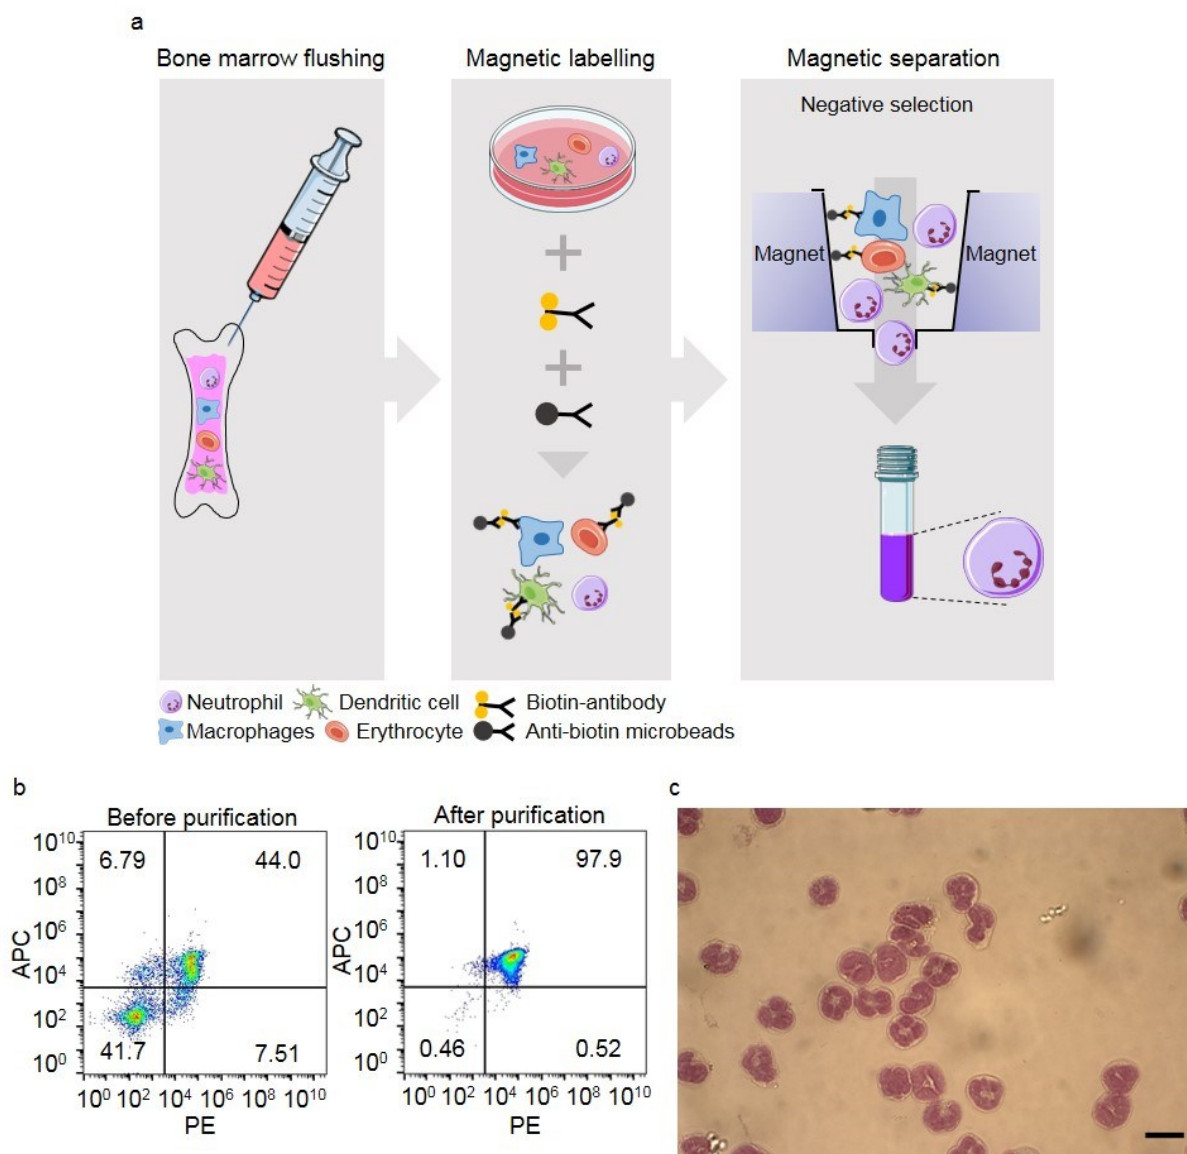 a
Bone marrow flushing
Magnetic labelling
Magnetic separation
Negative selection
Magnet
Magnet
Neutrophil
Dendritic cell
Biotin-antibody
Macrophages
Erythrocyte
Anti-biotin microbeads
b
Before purification
After purification
10^10
10^8
10^6
10^4
10^2
10^0
APC
6.79
44.0
41.7
7.51
10^0 10^2 10^4 10^6 10^8 10^10
PE
10^10
10^8
10^6
10^4
10^2
10^0
APC
1.10
97.9
0.46
0.52
10^0 10^2 10^4 10^6 10^8 10^10
PE
c